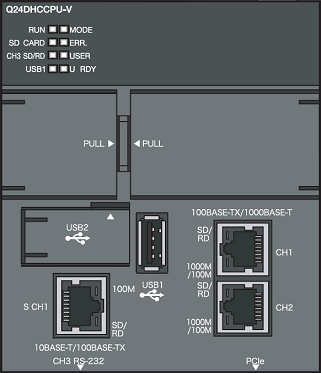 Q24DHCCPU-V
RUN MODE
SD CARD ERR.
CH3 SD/RD USER
USB1 U RDY
PULL PULL
USB2
USB1
100BASE-TX/1000BASE-T
SD/
RD
CH1
1000M
/100M
SD/
RD
CH2
1000M
/100M
100M
S CH1
SD/
RD
10BASE-T/100BASE-TX
CH3 RS-232
PCIe